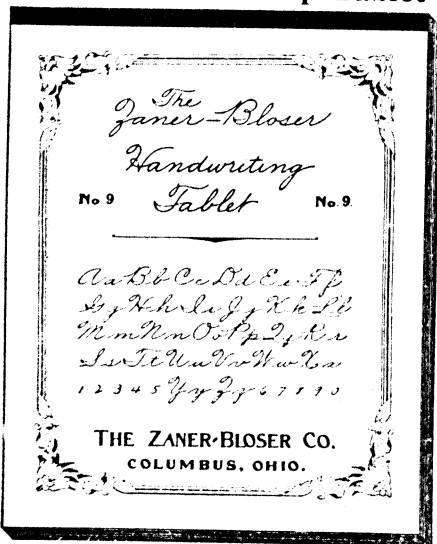 The
Zaner-Bloser
Handwriting
No 9 Tablet No. 9.
Aa Bb Cc Dd Ee Ff
Gg Hh Ii Jj Kk Ll
Mm Nn Oo Pp Qq Rr
Ss Tt Uu Vv Ww Xx
1 2 3 4 5 Yy Zz 6 7 8 9 0
THE ZANER-BLOSER CO.
COLUMBUS, OHIO.